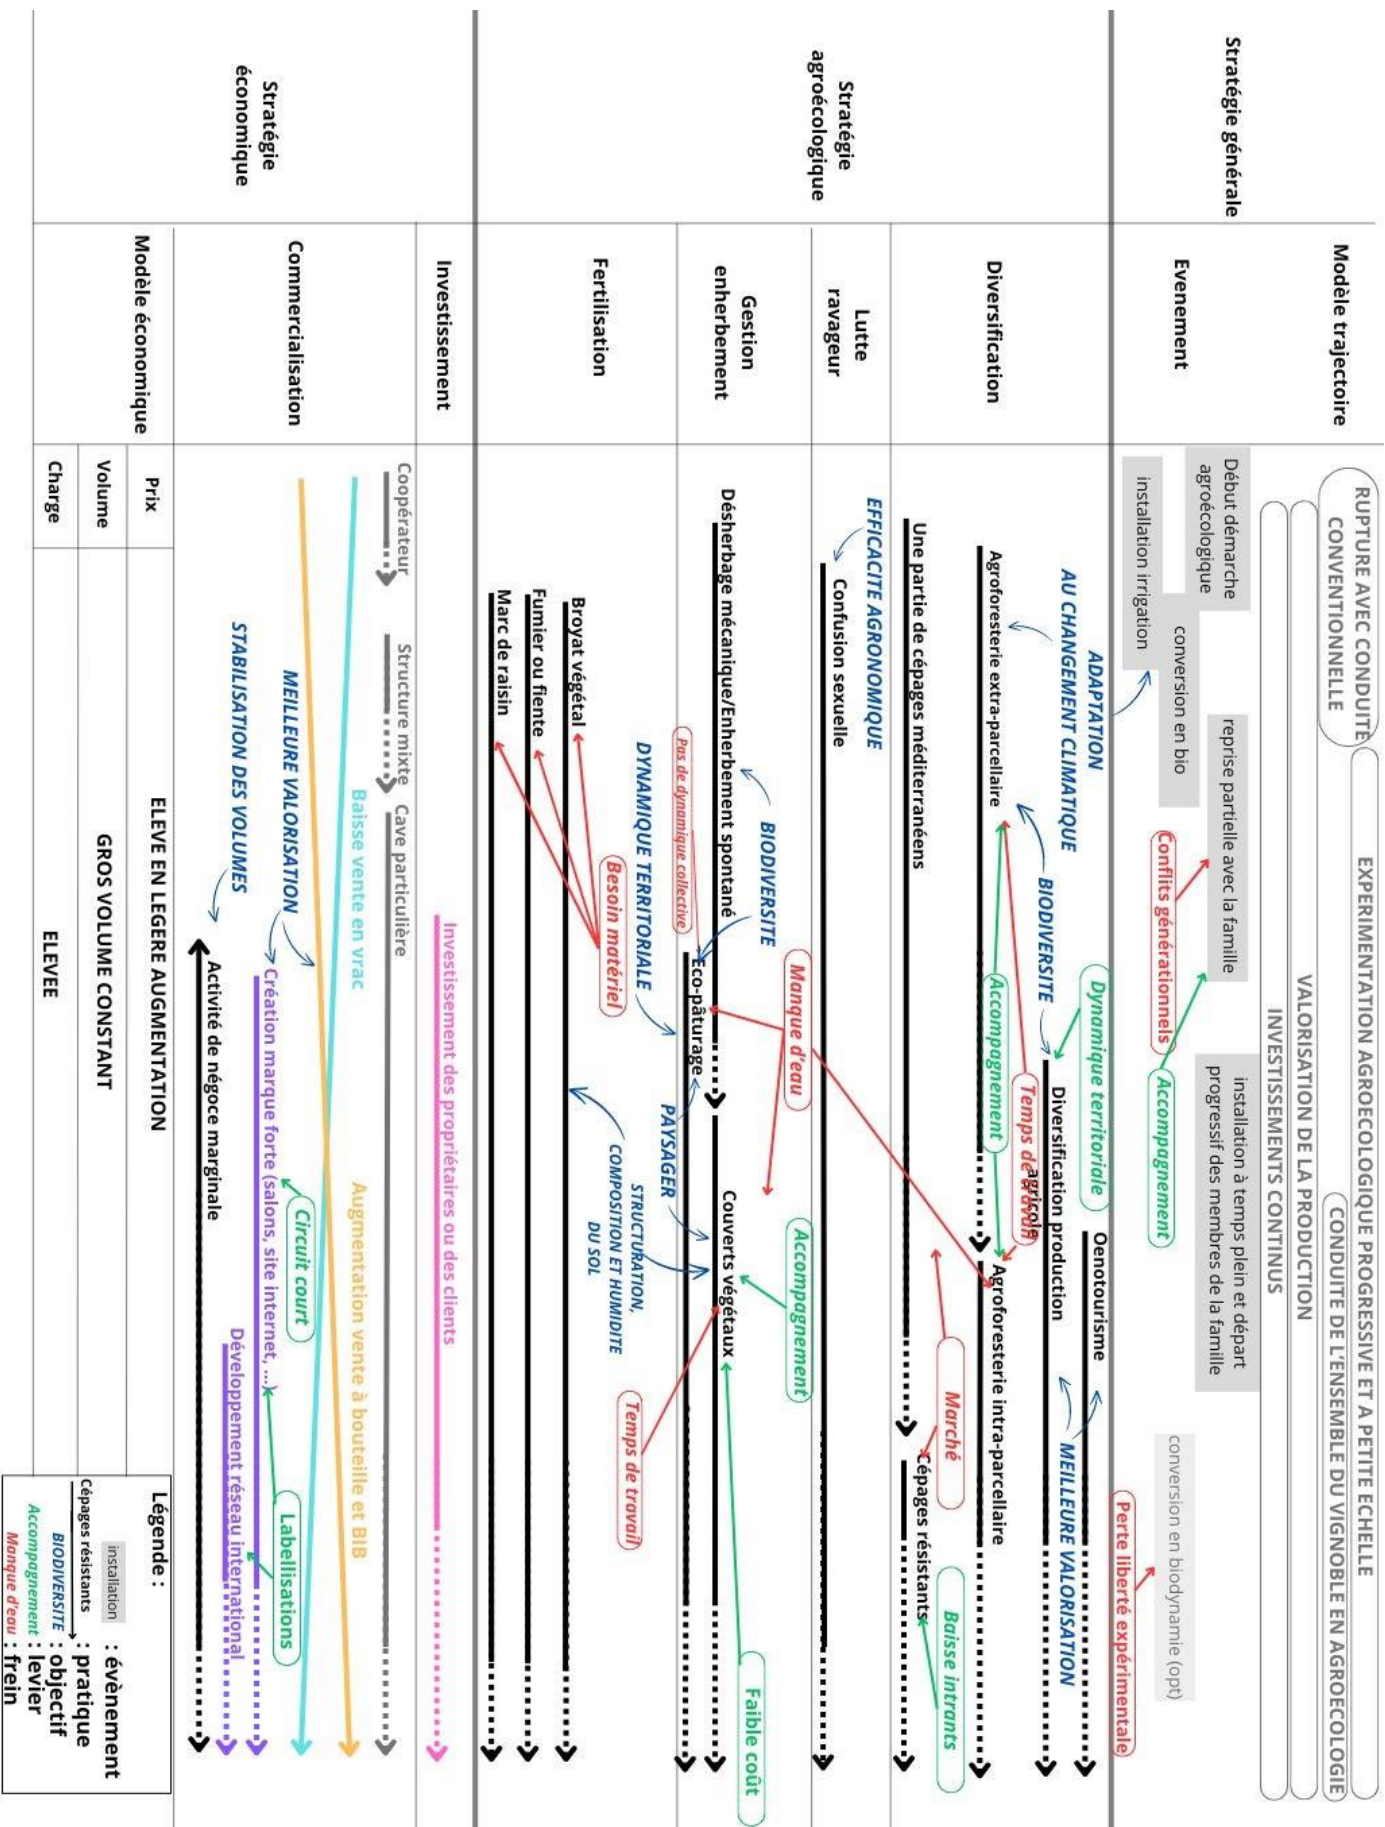 Stratégie générale
Modèle trajectoire
RUPTURE AVEC CONDUITE
CONVENTIONNELLE
EXPERIMENTATION AGROECOLOGIQUE PROGRESSIVE ET A PETITE ECHELLE
CONDUITE DE L'ENSEMBLE DU VIGNOBLE EN AGROECOLOGIE
VALORISATION DE LA PRODUCTION
INVESTISSEMENTS CONTINUS
Evenement
Début démarche
agroécologique
installation irrigation
conversion en bio
reprise partielle avec la famille
Conflits générationnels
Accompagnement
installation à temps plein et départ
progressif des membres de la famille
conversion en biodynamie (opt)
Perte liberté expérimentale
Stratégie
agroécologique
Diversification
ADAPTATION
AU CHANGEMENT CLIMATIQUE
Oenotourisme
MEILLEURE VALORISATION
Dynamique territoriale
BIODIVERSITE
Diversification production
agricole
Temps de travail
Accompagnement
Agroforesterie extra-parcellaire
Agroforesterie intra-parcellaire
Une partie de cépages méditerranéens
Marché
Cépages résistants
Baisse intrants
Lutte
ravageur
EFFICACITE AGRONOMIQUE
Confusion sexuelle
Gestion
enherbement
Manque d'eau
Accompagnement
BIODIVERSITE
Désherbage mécanique/Enherbement spontané
Couverts végétaux
Faible coût
Pas de dynamique collective
Eco-pâturage
PAYSAGER
DYNAMIQUE TERRITORIALE
Temps de travail
Fertilisation
STRUCTURATION,
COMPOSITION ET HUMIDITE
DU SOL
Besoin matériel
Broyat végétal
Fumier ou fiente
Marc de raisin
Stratégie
économique
Investissement
Investissement des propriétaires ou des clients
Commercialisation
Coopérateur
Structure mixte
Cave particulière
Baisse vente en vrac
Augmentation vente à bouteille et BIB
MEILLEURE VALORISATION
Circuit court
Labellisations
Création marque forte (salons, site internet, ...)
Développement réseau international
STABILISATION DES VOLUMES
Activité de négoce marginale
Modèle économique
Prix
ELEVE EN LEGERE AUGMENTATION
Volume
GROS VOLUME CONSTANT
Charge
ELEVEE
Légende :
installation : évènement
Cépages résistants : pratique
BIODIVERSITE : objectif
Accompagnement : levier
Manque d'eau : frein